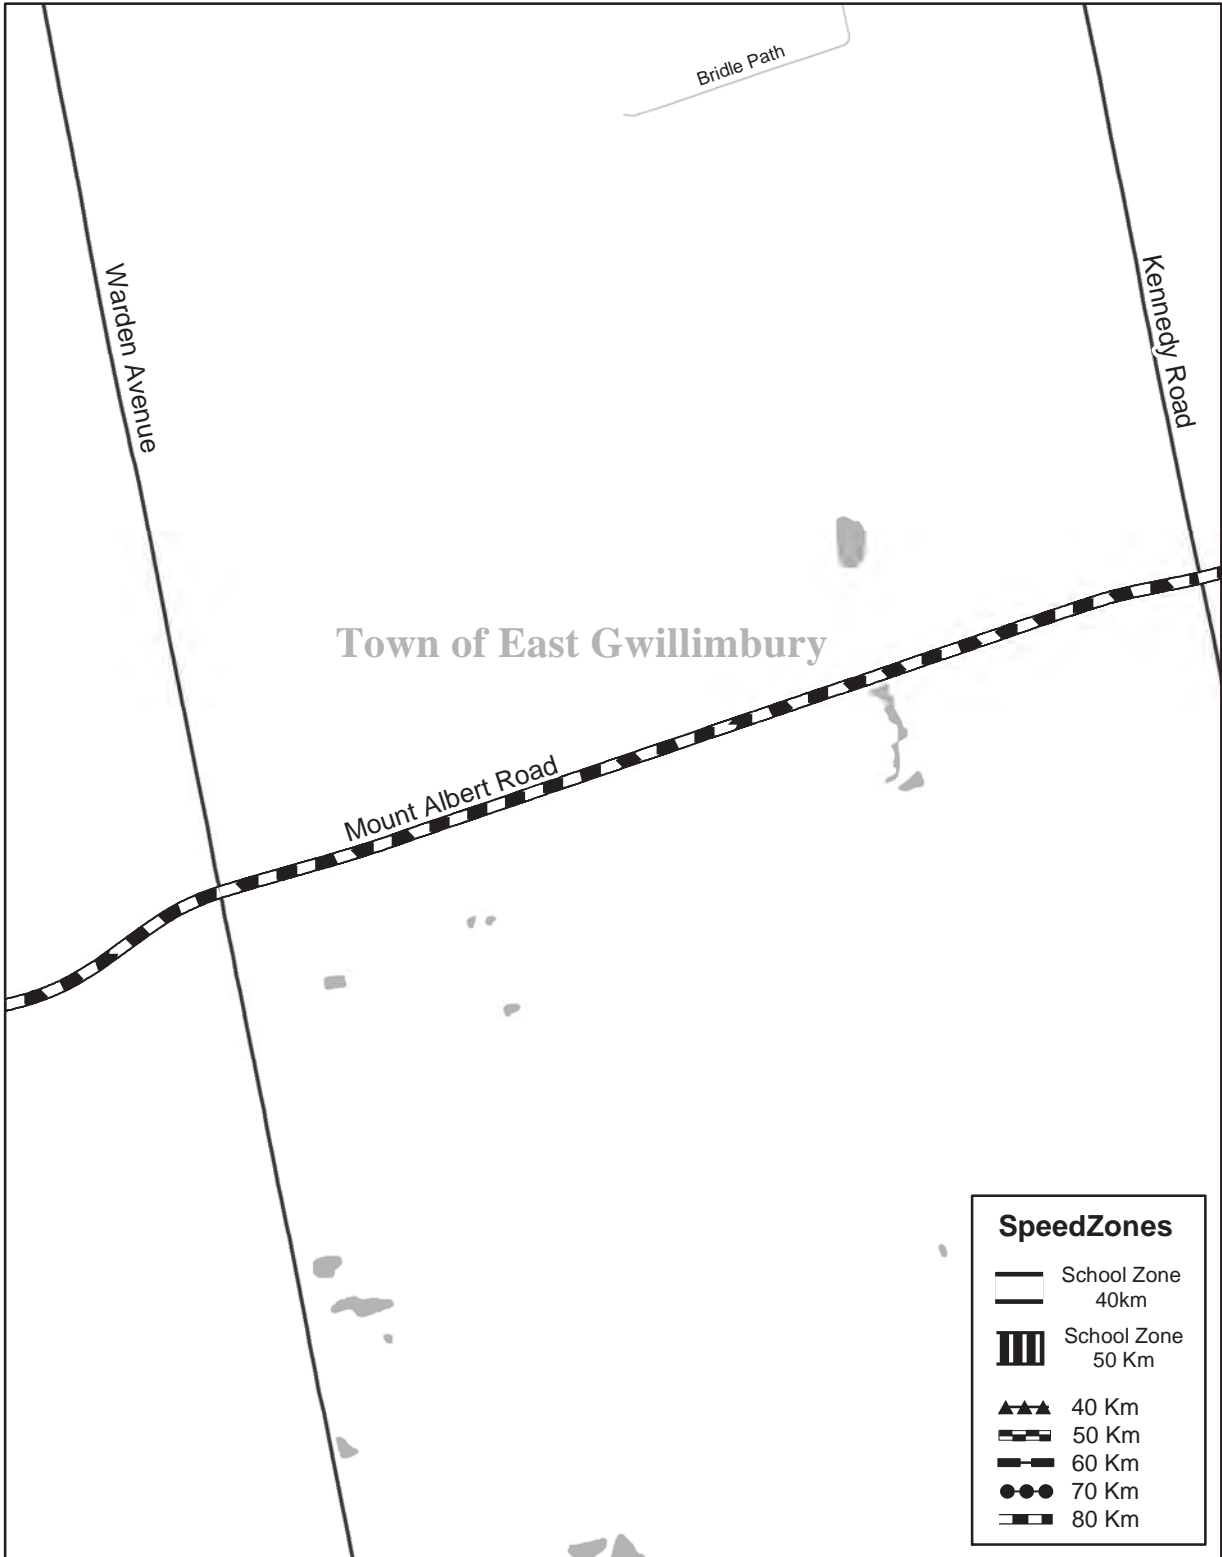 Bridle Path
Warden Avenue
Kennedy Road
Town of East Gwillimbury
Mount Albert Road
SpeedZones
School Zone
40km
School Zone
50 Km
40 Km
50 Km
60 Km
70 Km
80 Km